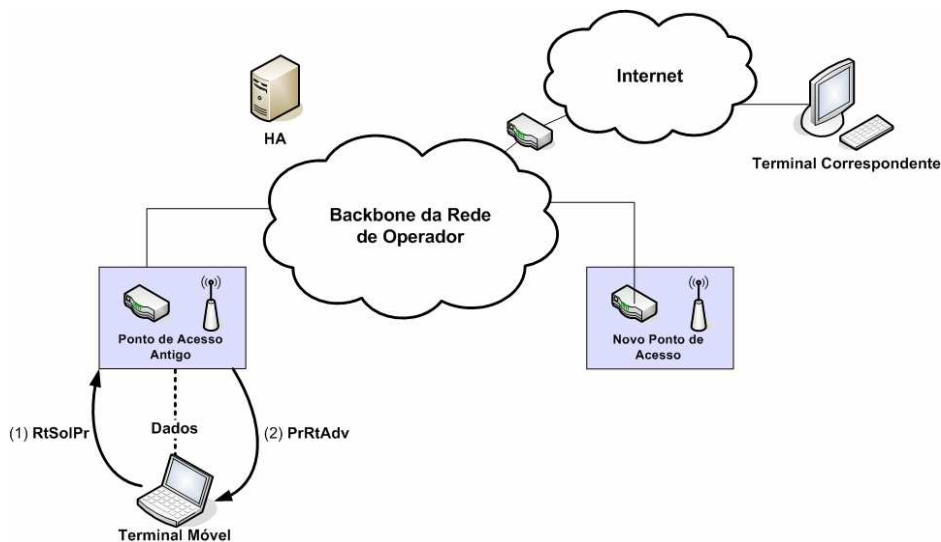 Internet
HA
Terminal Correspondente
Backbone da Rede
de Operador
Ponto de Acesso
Antigo
Novo Ponto de
Acesso
(1) RtSolPr
Dados
(2) PrRtAdv
Terminal Móvel